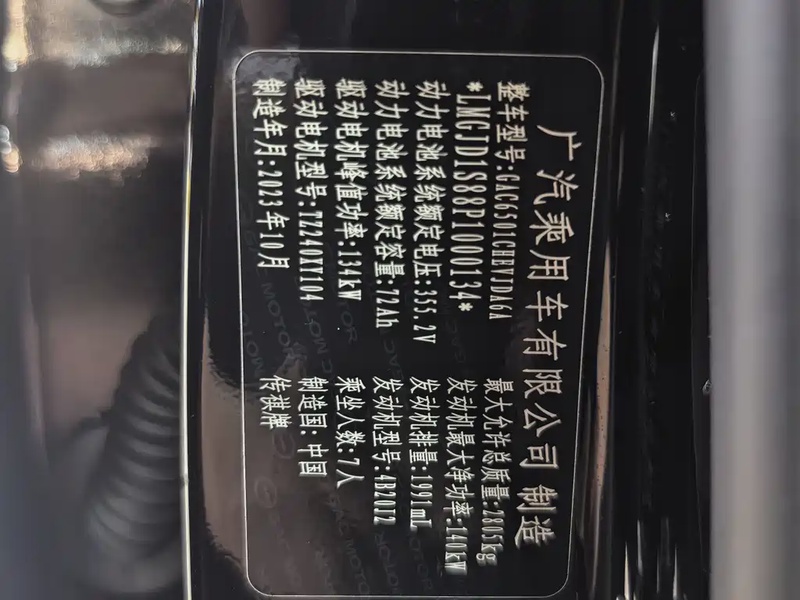 广汽乘用车有限公司 制造
整车型号:GAC6501CHEVJDA6A 最大允许总质量:2805kg
*LMGJD1S88P1000134* 发动机最大净功率:140kW
动力电池系统额定电压:355.2V 发动机排量:1991mL
动力电池系统额定容量:72Ah 发动机型号:4B20J2
驱动电机峰值功率:134kW 乘坐人数:7人
驱动电机型号:TZ240XY104 制造国:中国
制造年月:2023年10月 传祺牌